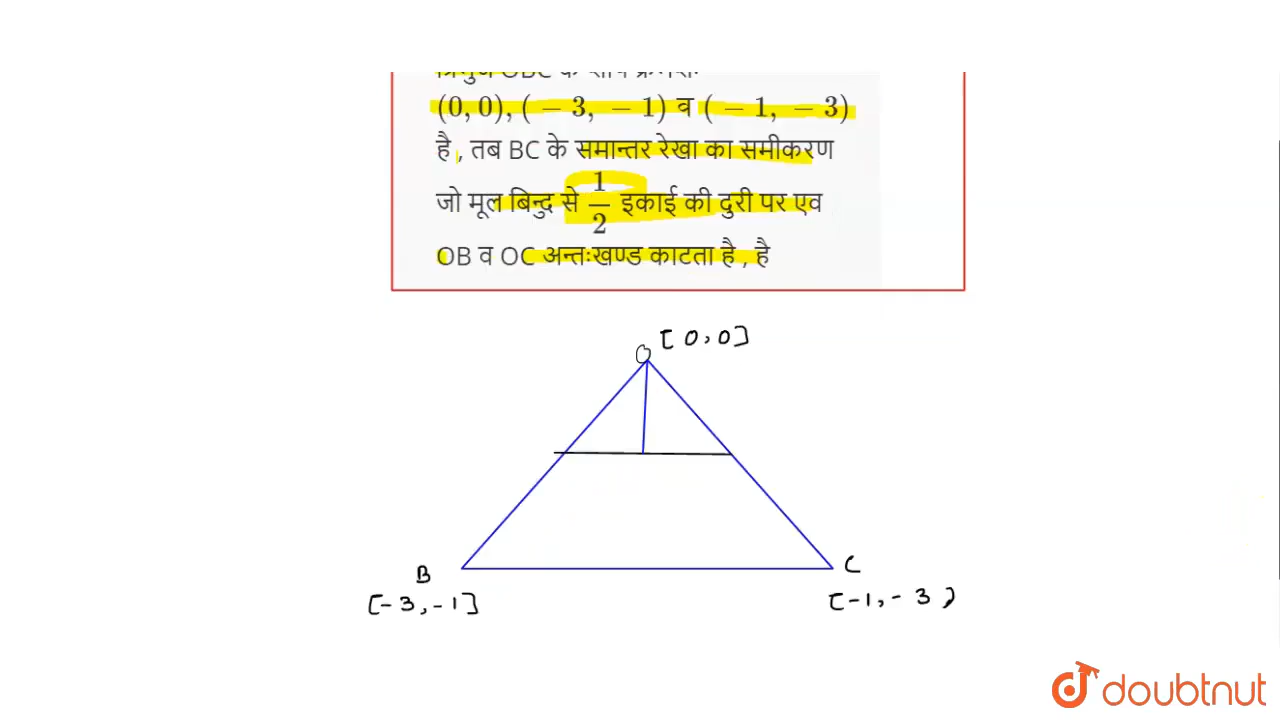 (0, 0), ( − 3, − 1) व ( − 1, − 3)
है , तब BC के समान्तर रेखा का समीकरण
जो मूल बिन्दु से 1/2 इकाई की दुरी पर एव
OB व OC अन्तःखण्ड काटता है , है
O [0,0]
B
C
[-3,-1]
[-1,-3)
doubtnut